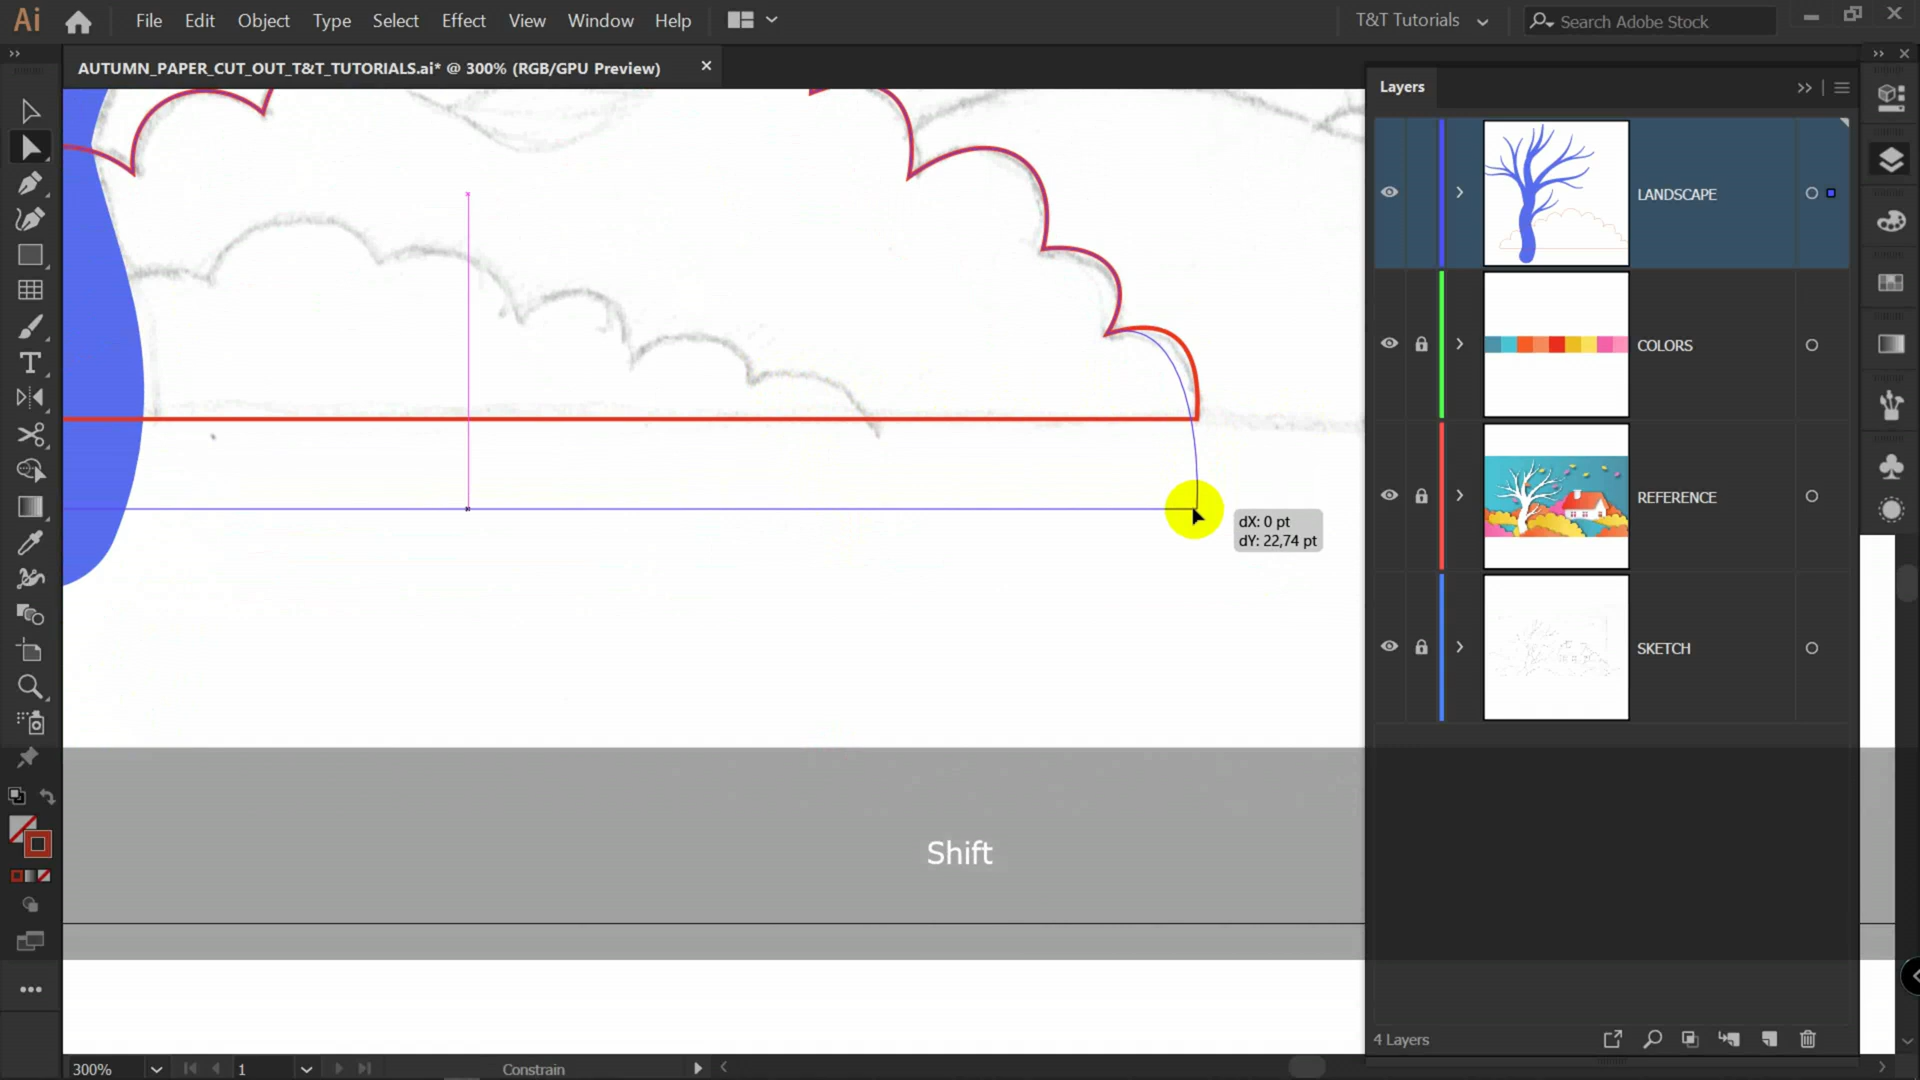 Ai File Edit Object Type Select Effect View Window Help T&T Tutorials Search Adobe Stock
AUTUMN_PAPER_CUT_OUT_T&T_TUTORIALS.ai* @ 300% (RGB/GPU Preview)
Layers
LANDSCAPE
COLORS
REFERENCE
SKETCH
dX: 0 pt
dY: 22,74 pt
Shift
4 Layers
300% 1 Constrain